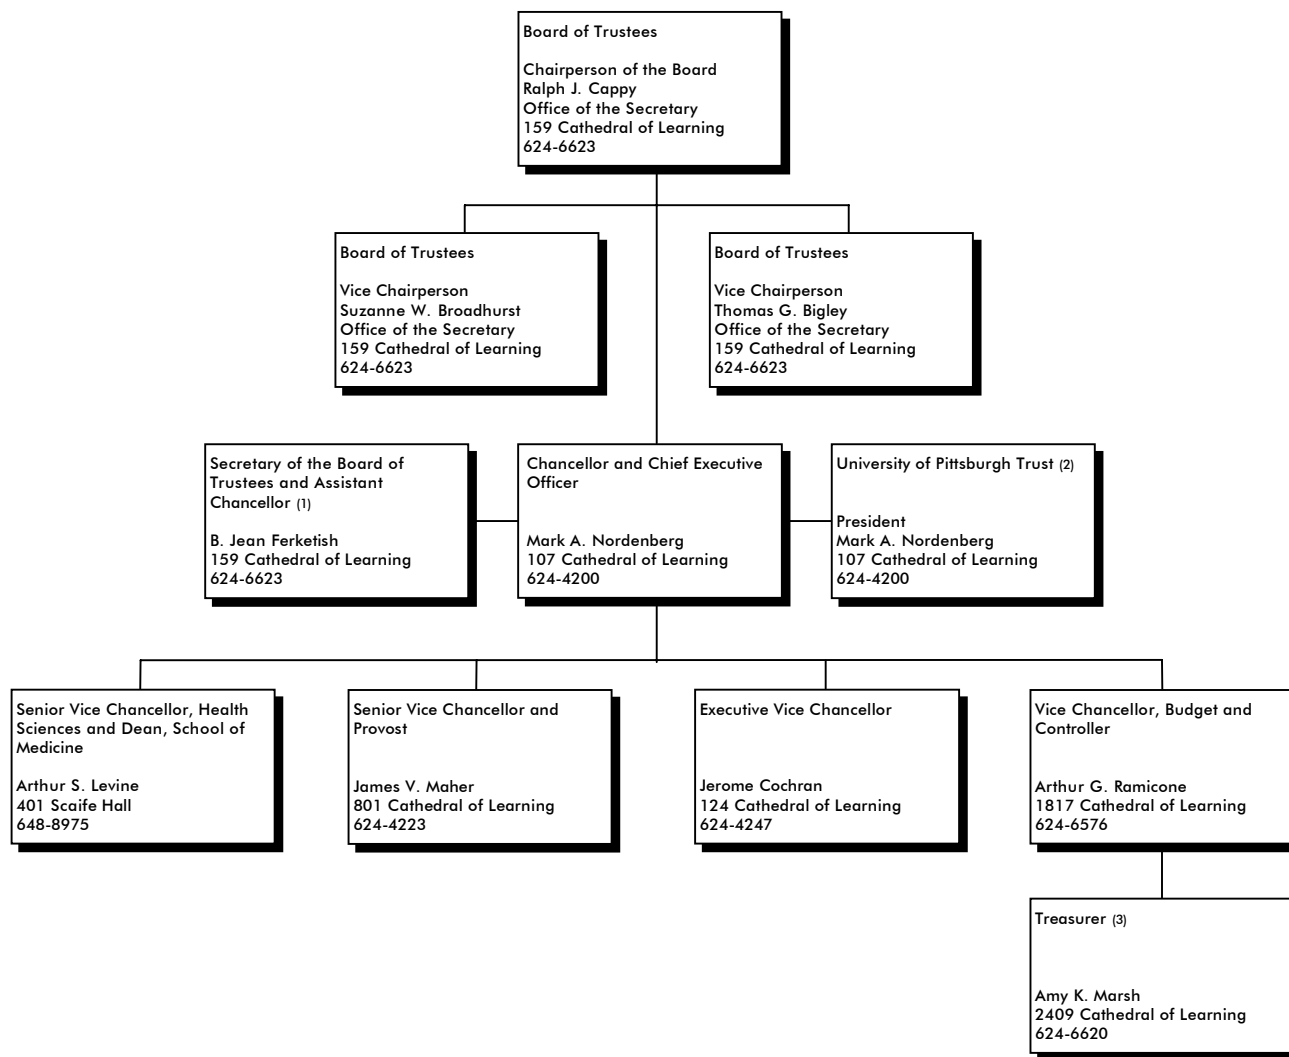 Board of Trustees
Chairperson of the Board
Ralph J. Cappy
Office of the Secretary
159 Cathedral of Learning
624-6623
Board of Trustees
Vice Chairperson
Suzanne W. Broadhurst
Office of the Secretary
159 Cathedral of Learning
624-6623
Board of Trustees
Vice Chairperson
Thomas G. Bigley
Office of the Secretary
159 Cathedral of Learning
624-6623
Secretary of the Board of
Trustees and Assistant
Chancellor (1)
B. Jean Ferketish
159 Cathedral of Learning
624-6623
Chancellor and Chief Executive
Officer
Mark A. Nordenberg
107 Cathedral of Learning
624-4200
University of Pittsburgh Trust (2)
President
Mark A. Nordenberg
107 Cathedral of Learning
624-4200
Senior Vice Chancellor, Health
Sciences and Dean, School of
Medicine
Arthur S. Levine
401 Scaife Hall
648-8975
Senior Vice Chancellor and
Provost
James V. Maher
801 Cathedral of Learning
624-4223
Executive Vice Chancellor
Jerome Cochran
124 Cathedral of Learning
624-4247
Vice Chancellor, Budget and
Controller
Arthur G. Ramicone
1817 Cathedral of Learning
624-6576
Treasurer (3)
Amy K. Marsh
2409 Cathedral of Learning
624-6620